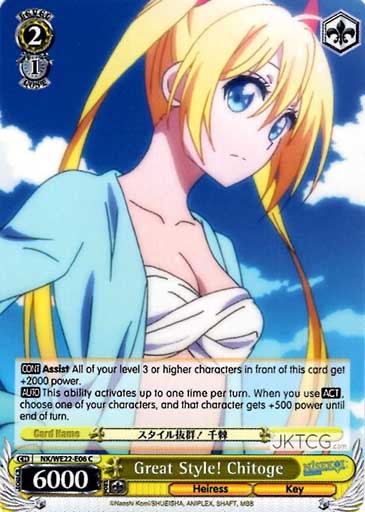 2
1
CONT Assist All of your level 3 or higher characters in front of this card get
+2000 power.
AUTO This ability activates up to one time per turn. When you use ACT,
choose one of your characters, and that character gets +500 power until
end of turn.
Card Name
スタイル抜群！ 千棘
JKTCG.com
CH NK/WE22-E06 C
Great Style! Chitoge
NISEKOI
6000
Heiress
Key
©Naoshi Komi/SHUEISHA, ANIPLEX, SHAFT, MBS